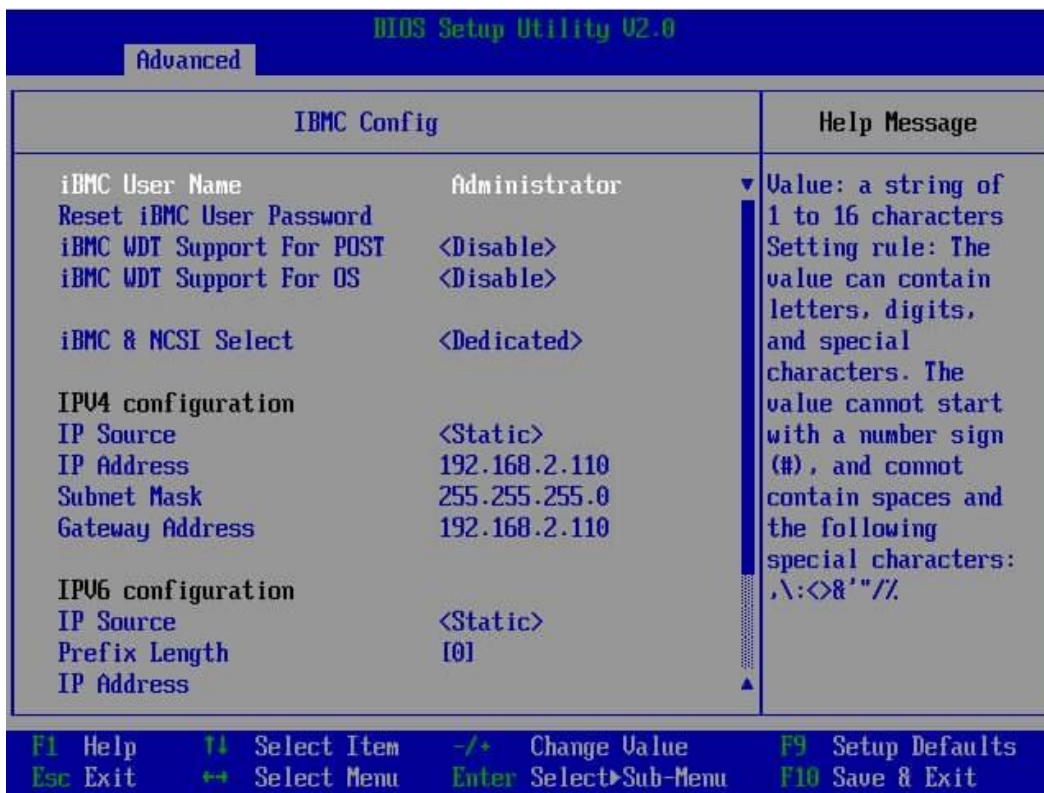 BIOS Setup Utility V2.0
Advanced
IBMC Config
iBMC User Name Administrator
Reset iBMC User Password
iBMC WDT Support For POST <Disable>
iBMC WDT Support For OS <Disable>
iBMC & NCSI Select <Dedicated>
IPV4 configuration
IP Source <Static>
IP Address 192.168.2.110
Subnet Mask 255.255.255.0
Gateway Address 192.168.2.110
IPV6 configuration
IP Source <Static>
Prefix Length [0]
IP Address
Help Message
Value: a string of
1 to 16 characters
Setting rule: The
value can contain
letters, digits,
and special
characters. The
value cannot start
with a number sign
(#), and connot
contain spaces and
the following
special characters:
,\:<>&'"/%
F1 Help ↑↓ Select Item -/+ Change Value F9 Setup Defaults
Esc Exit ←→ Select Menu Enter Select▶Sub-Menu F10 Save & Exit